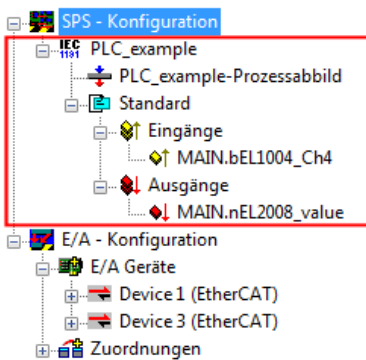 SPS - Konfiguration
IEC 1131 PLC_example
PLC_example-Prozessabbild
Standard
Eingänge
MAIN.bEL1004_Ch4
Ausgänge
MAIN.nEL2008_value
E/A - Konfiguration
E/A Geräte
Device 1 (EtherCAT)
Device 3 (EtherCAT)
Zuordnungen